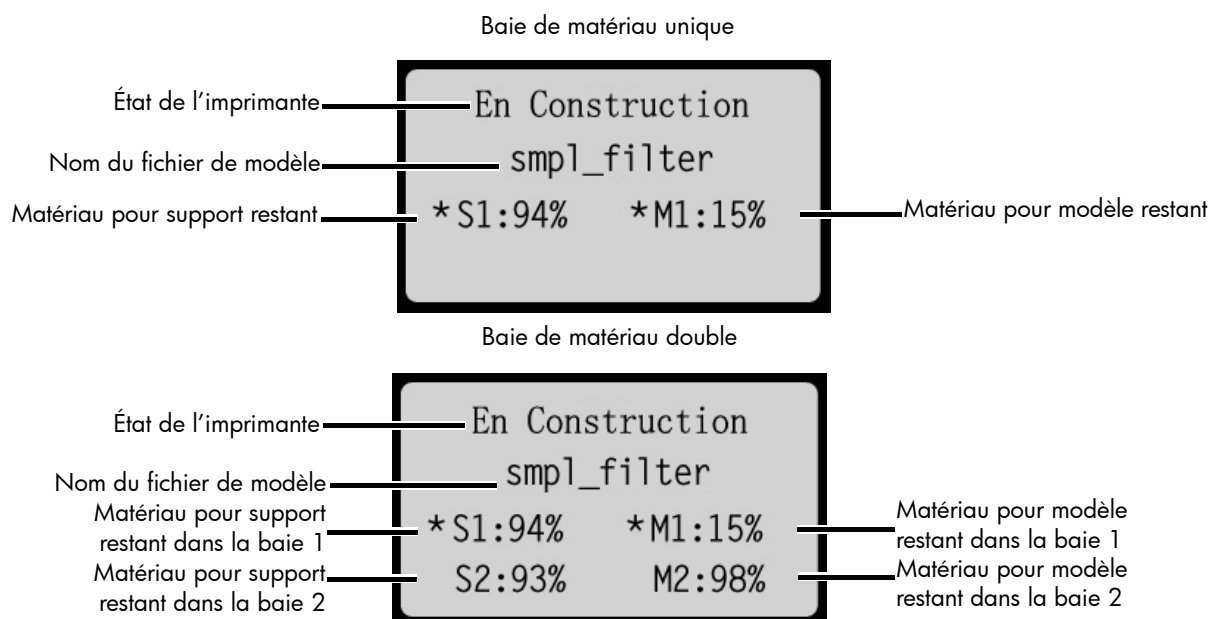 Baie de matériau unique
État de l'imprimante
En Construction
Nom du fichier de modèle
smpl_filter
Matériau pour support restant
*S1:94% *M1:15%
Matériau pour modèle restant
Baie de matériau double
État de l'imprimante
En Construction
Nom du fichier de modèle
smpl_filter
Matériau pour support
restant dans la baie 1
*S1:94% *M1:15%
Matériau pour modèle
restant dans la baie 1
Matériau pour support
restant dans la baie 2
S2:93% M2:98%
Matériau pour modèle
restant dans la baie 2